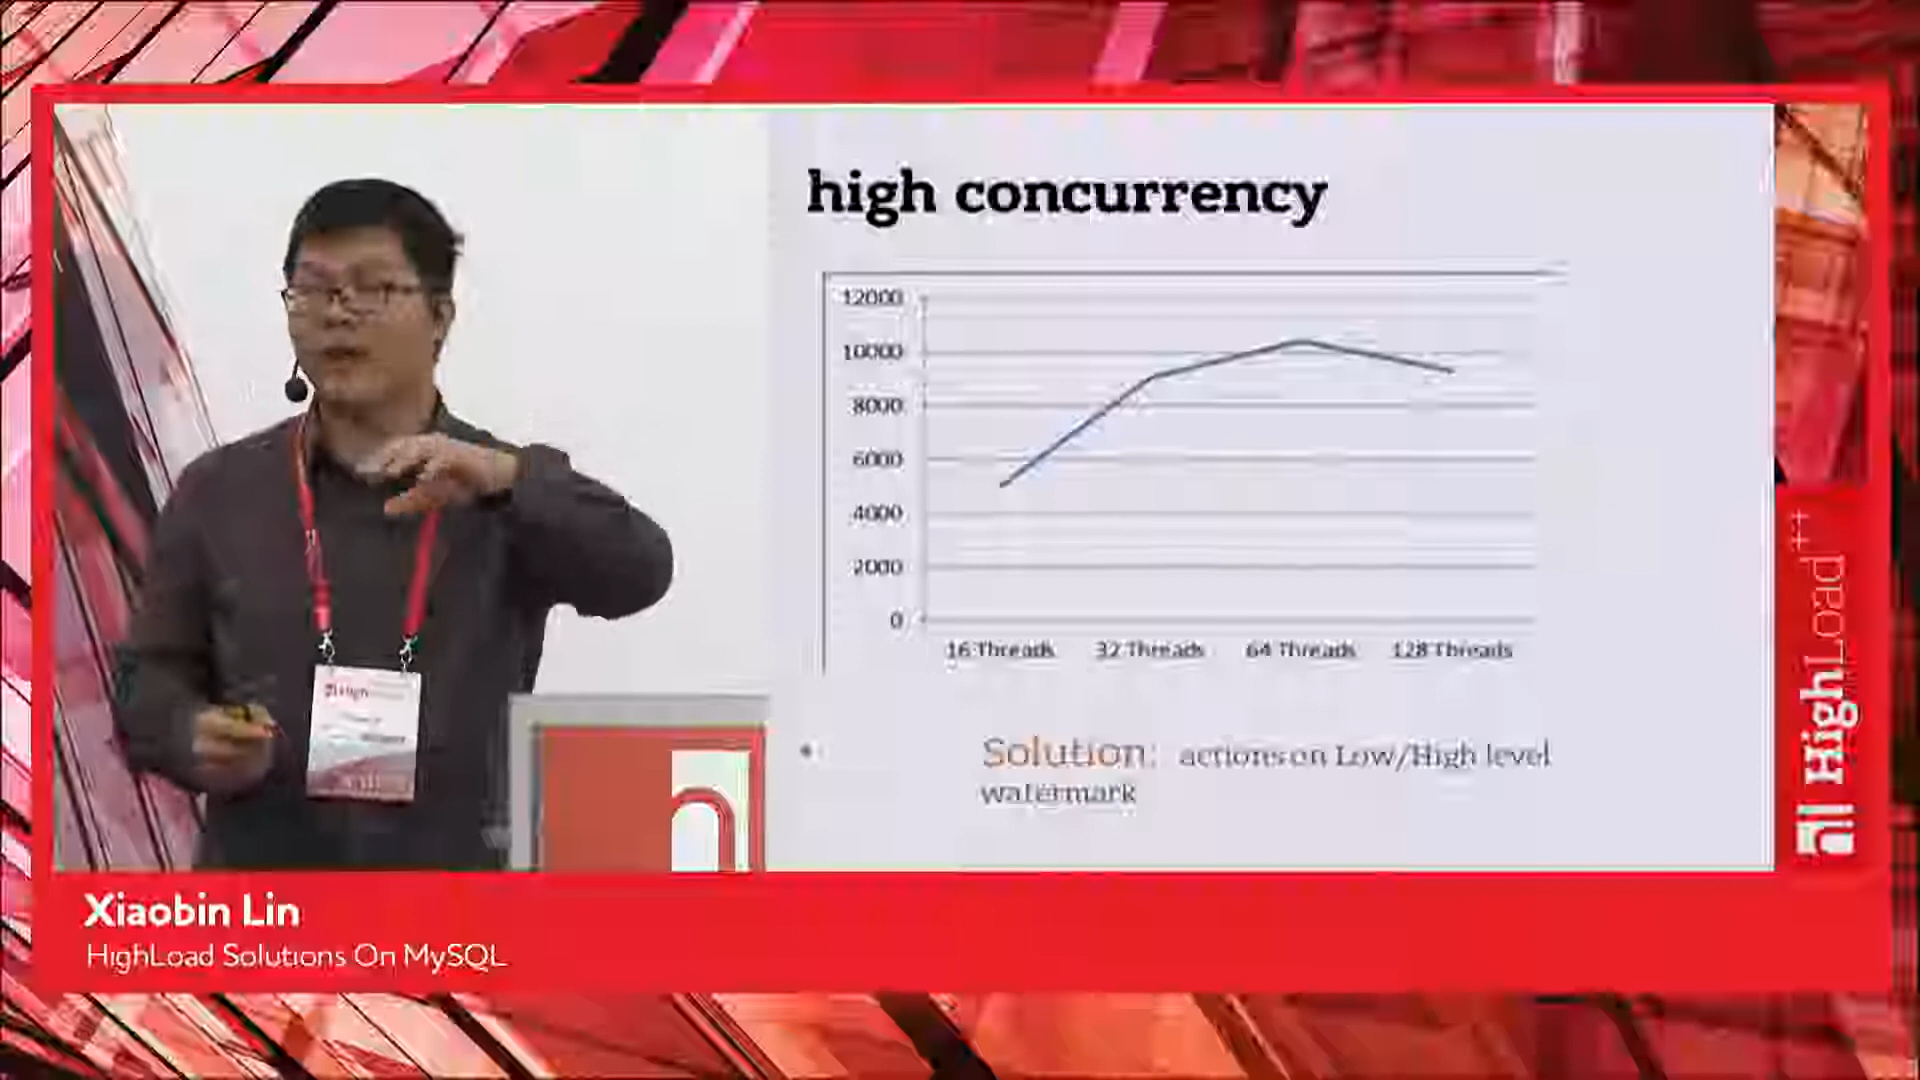 high concurrency
12000
10000
8000
6000
4000
2000
0
16 Threads
32 Threads
64 Threads
128 Threads
Solution: actions on Low/High level
watermark
HighLoad++
High
Xiaobin Lin
HighLoad Solutions On MySQL